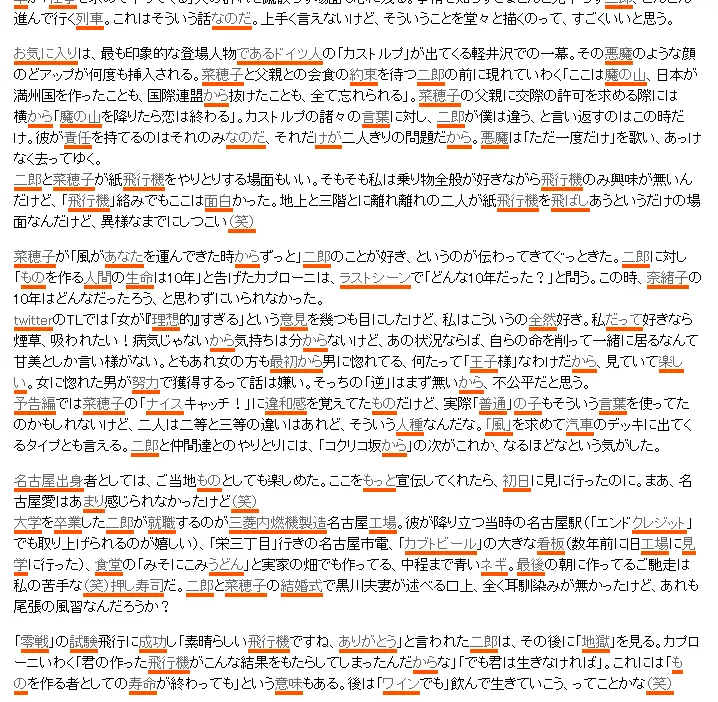 進んで行く列車。これはそういう話なのだ。上手く言えないけど、そういうことを堂々と描くのって、すごくいいと思う。
お気に入りは、最も印象的な登場人物であるドイツ人の「カストルプ」が出てくる軽井沢での一幕。その悪魔のような顔
のどアップが何度も挿入される。菜穂子と父親との会食の約束を待つ二郎の前に現れていわく「ここは魔の山、日本が
満州国を作ったことも、国際連盟から抜けたことも、全て忘れられる」。菜穂子の父親に交際の許可を求める際には
横から「魔の山を降りたら恋は終わる」。カストルプの諸々の言葉に対し、二郎が僕は違う、と言い返すのはこの時だ
け。彼が責任を持てるのはそれのみなのだ、それだけが二人きりの問題だから。悪魔は「ただ一度だけ」を歌い、あっけ
なく去ってゆく。
二郎と菜穂子が紙飛行機をやりとりする場面もいい。そもそも私は乗り物全般が好きながら飛行機のみ興味が無いん
だけど、「飛行機」絡みでもここは面白かった。地上と三階とに離れ離れの二人が紙飛行機を飛ばしあうというだけの場
面なんだけど、異様なまでにしつこい（笑）
菜穂子が「風があなたを運んできた時からずっと」二郎のことが好き、というのが伝わってきてぐっときた。二郎に対し
「ものを作る人間の生命は10年」と告げたカプローニは、ラストシーンで「どんな10年だった？」と問う。この時、奈緒子の
10年はどんなだったろう、と思わずにいられなかった。
twitterのTLでは「女が『理想的』すぎる」という意見を幾つも目にしたけど、私はこういうの全然好き。私だって好きなら
煙草、吸われたい！病気じゃないから気持ちは分からないけど、あの状況ならば、自らの命を削って一緒に居るなんて
甘美としか言い様がない。ともあれ女の方も最初から男に惚れてる、何たって「王子様」なわけだから、見ていて楽し
い。女に惚れた男が努力で獲得するって話は嫌い。そっちの「逆」はまず無いから、不公平だと思う。
予告編では菜穂子の「ナイスキャッチ！」に違和感を覚えてたものだけど、実際「普通」の子もそういう言葉を使ってた
のかもしれないけど、二人は二等と三等の違いはあれど、そういう人種なんだな。「風」を求めて汽車のデッキに出てく
るタイプとも言える。二郎と仲間達とのやりとりには、「コクリコ坂から」の次がこれか、なるほどなという気がした。
名古屋出身者としては、ご当地ものとしても楽しめた。ここをもっと宣伝してくれたら、初日に見に行ったのに。まあ、名
古屋愛はあまり感じられなかったけど（笑）
大学を卒業した二郎が就職するのが三菱内燃機製造名古屋工場。彼が降り立つ当時の名古屋駅（「エンドクレジット」
でも取り上げられるのが嬉しい）、「栄三丁目」行きの名古屋市電、「カブトビール」の大きな看板（数年前に旧工場に見
学に行った）、食堂の「みそにこみうどん」と実家の畑でも作ってる、中程まで青いネギ。最後の朝に作ってるご馳走は
私の苦手な（笑）押し寿司だ。二郎と菜穂子の結婚式で黒川夫妻が述べる口上、全く耳馴染みが無かったけど、あれも
尾張の風習なんだろうか？
「零戦」の試験飛行に成功し「素晴らしい飛行機ですね、ありがとう」と言われた二郎は、その後に「地獄」を見る。カプロ
ーニいわく「君の作った飛行機がこんな結果をもたらしてしまったんだからな」「でも君は生きなければ」。これには「も
のを作る者としての寿命が終わっても」という意味もある。後は「ワインでも」飲んで生きていこう、ってことかな（笑）